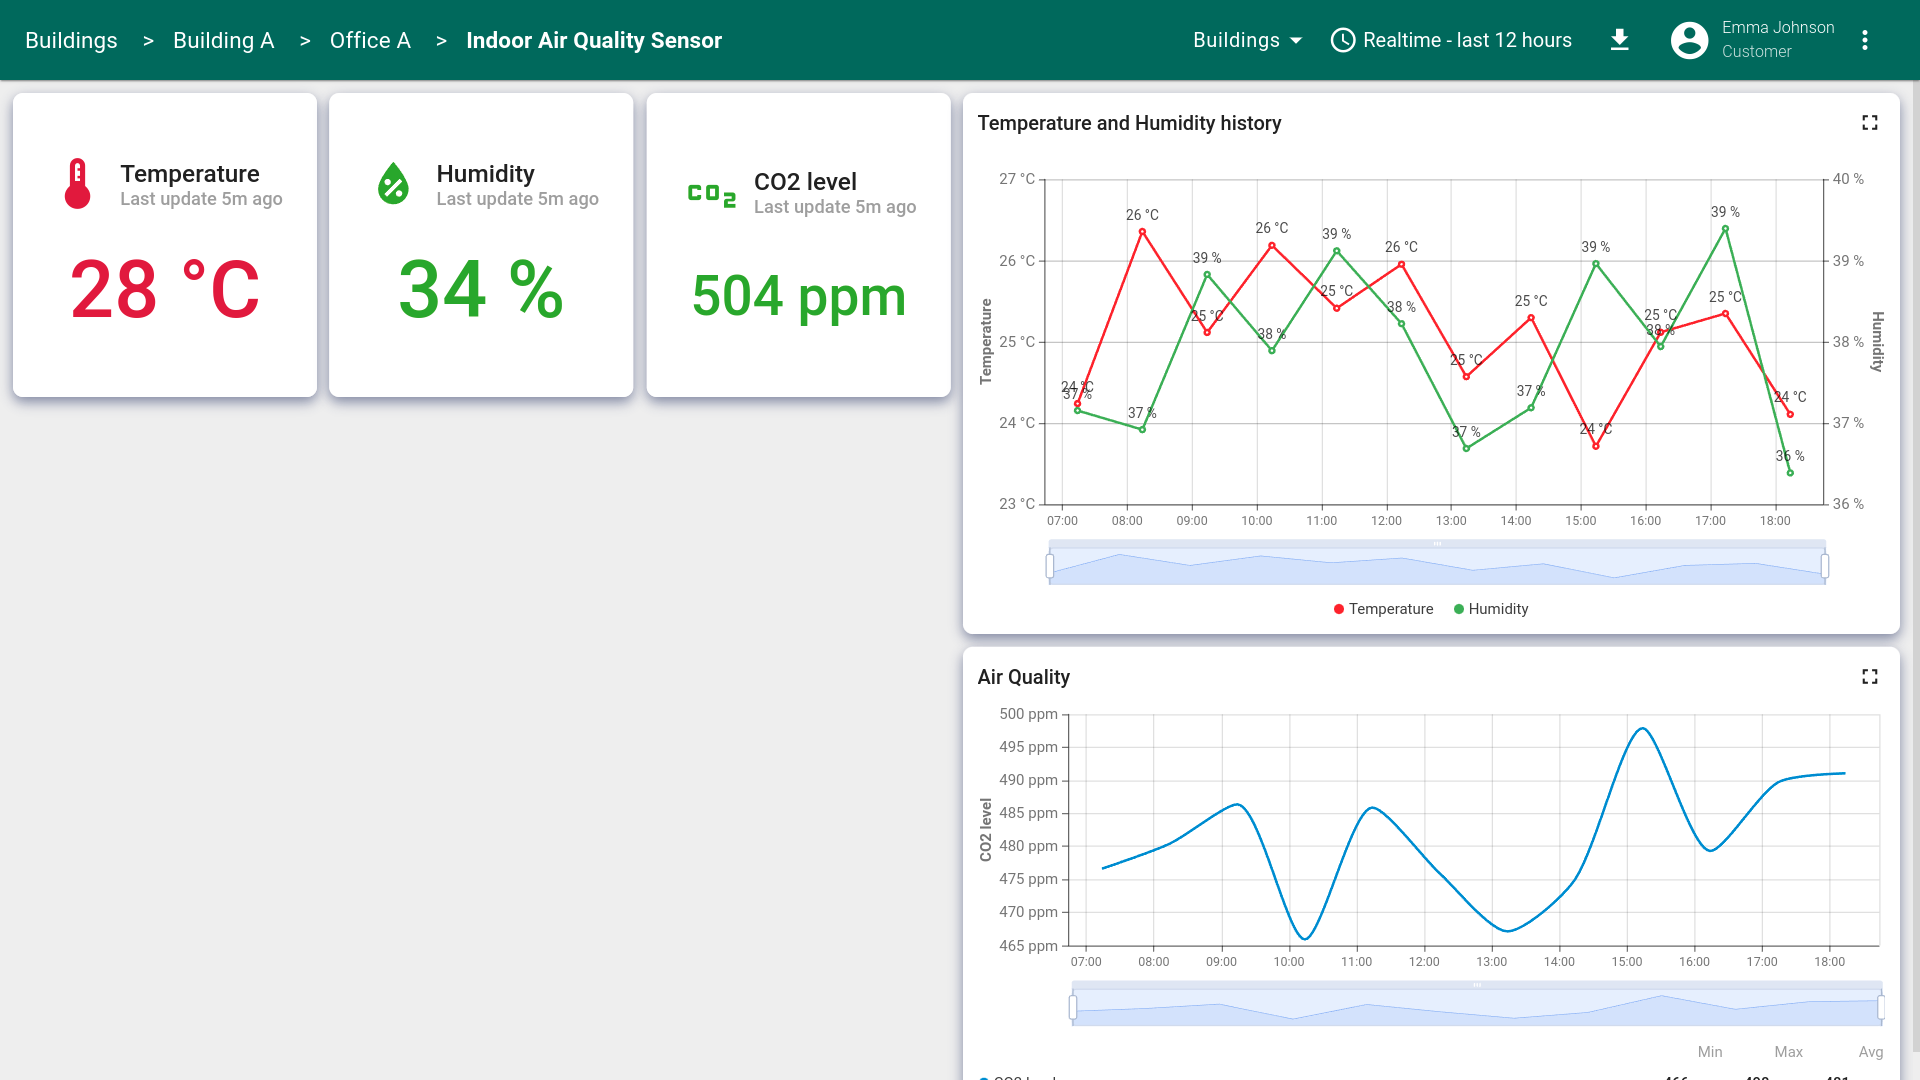 Buildings > Building A > Office A > Indoor Air Quality Sensor
Buildings
Realtime - last 12 hours
Emma Johnson
Customer
Temperature
Last update 5m ago
28 °C
Humidity
Last update 5m ago
34 %
CO2
CO2 level
Last update 5m ago
504 ppm
Temperature and Humidity history
27 °C
26 °C
25 °C
24 °C
23 °C
Temperature
40 %
39 %
38 %
37 %
36 %
Humidity
24 °C
26 °C
25 °C
26 °C
25 °C
26 °C
25 °C
25 °C
24 °C
25 °C
25 °C
24 °C
37 %
37 %
39 %
38 %
39 %
38 %
37 %
37 %
39 %
38 %
39 %
36 %
07:00 08:00 09:00 10:00 11:00 12:00 13:00 14:00 15:00 16:00 17:00 18:00
Temperature Humidity
Air Quality
500 ppm
495 ppm
490 ppm
485 ppm
480 ppm
475 ppm
470 ppm
465 ppm
CO2 level
07:00 08:00 09:00 10:00 11:00 12:00 13:00 14:00 15:00 16:00 17:00 18:00
Min Max Avg